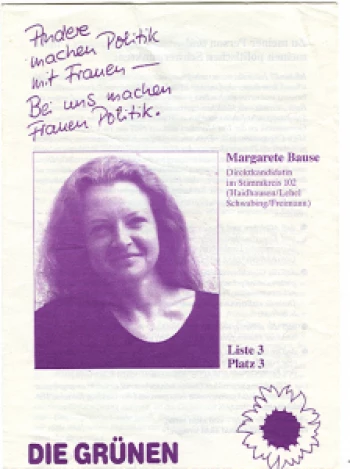 Andere
machen Politik
mit Frauen —
Bei uns machen
Frauen Politik.
Margarete Bause
Direktkandidatin
im Stimmkreis 102
(Haidhausen/Lehel
Schwabing/Freimann)
Liste 3
Platz 3
DIE GRÜNEN